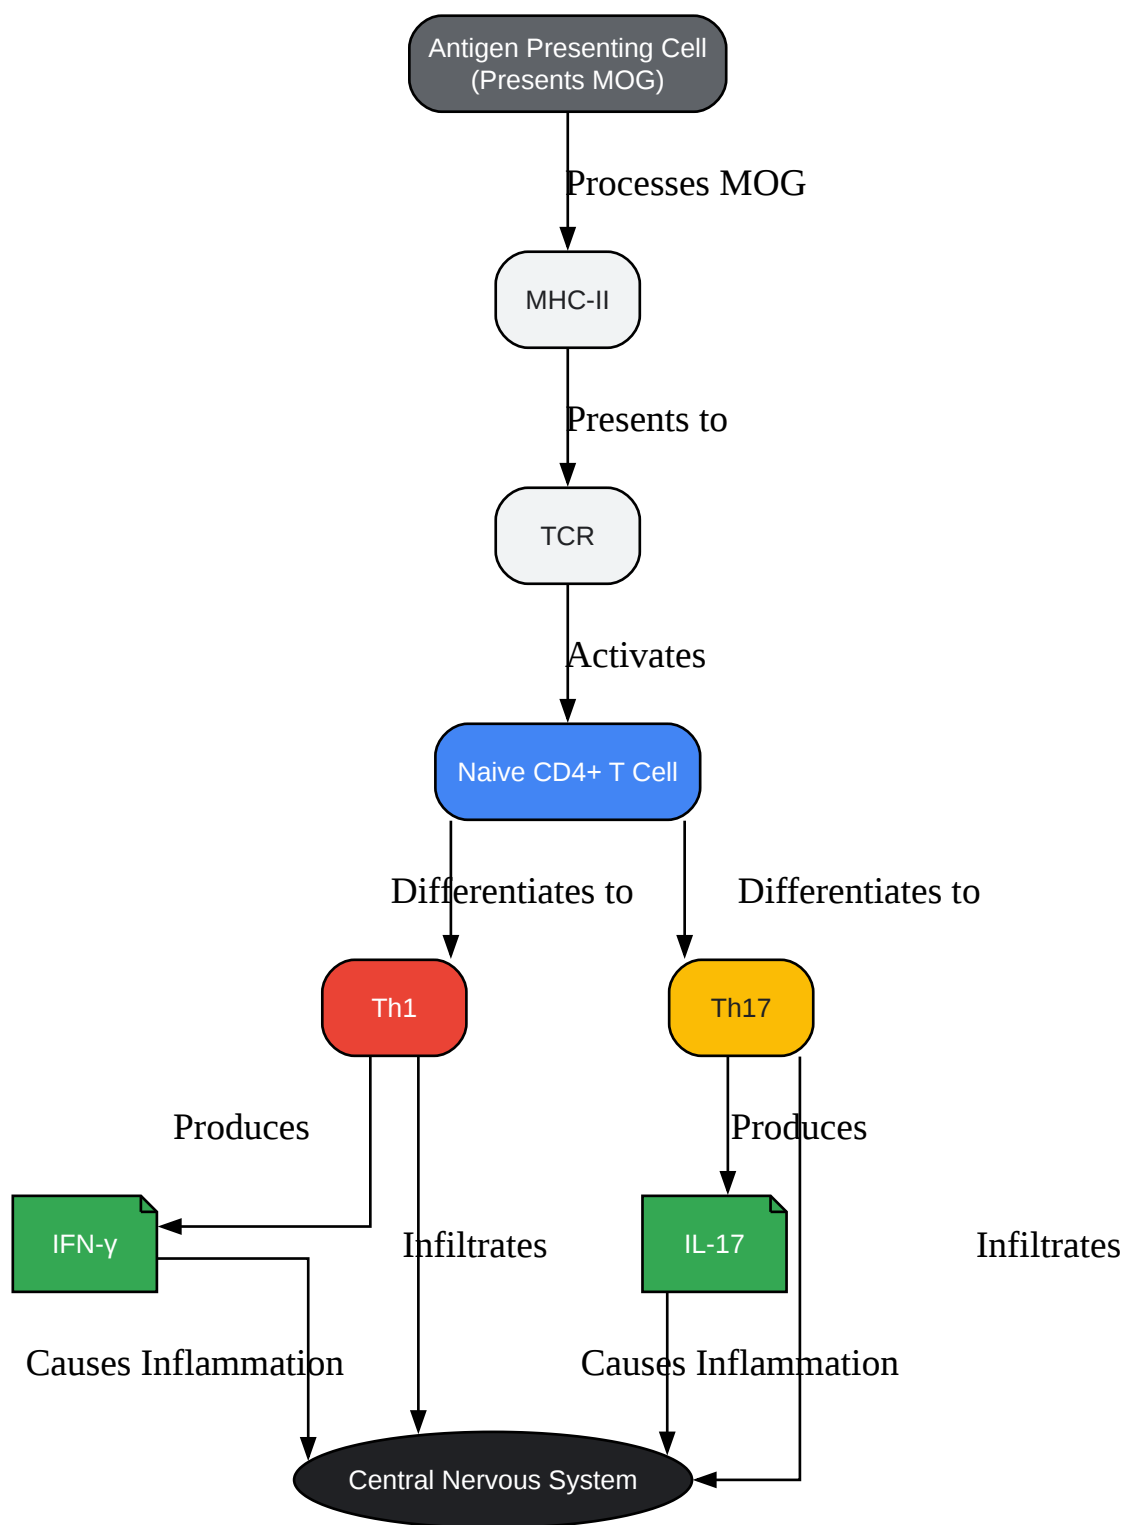 Antigen Presenting Cell
(Presents MOG)
Processes MOG
MHC-II
Presents to
TCR
Activates
Naive CD4+ T Cell
Differentiates to
Differentiates to
Th1
Th17
Produces
Produces
IFN-γ
Infiltrates
IL-17
Infiltrates
Causes Inflammation
Causes Inflammation
Central Nervous System